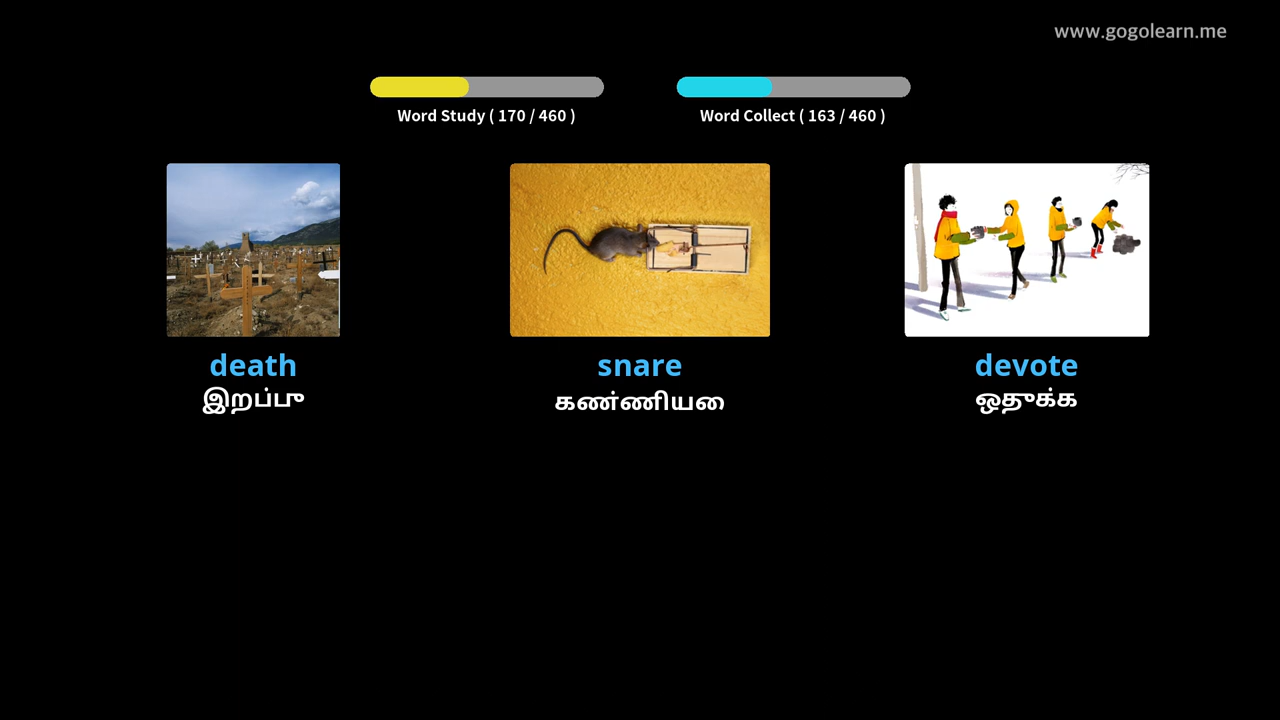 www.gogolearn.me
Word Study ( 170 / 460 )
Word Collect ( 163 / 460 )
death
இறப்பு
snare
கண்ணியை
devote
ஒதுக்க